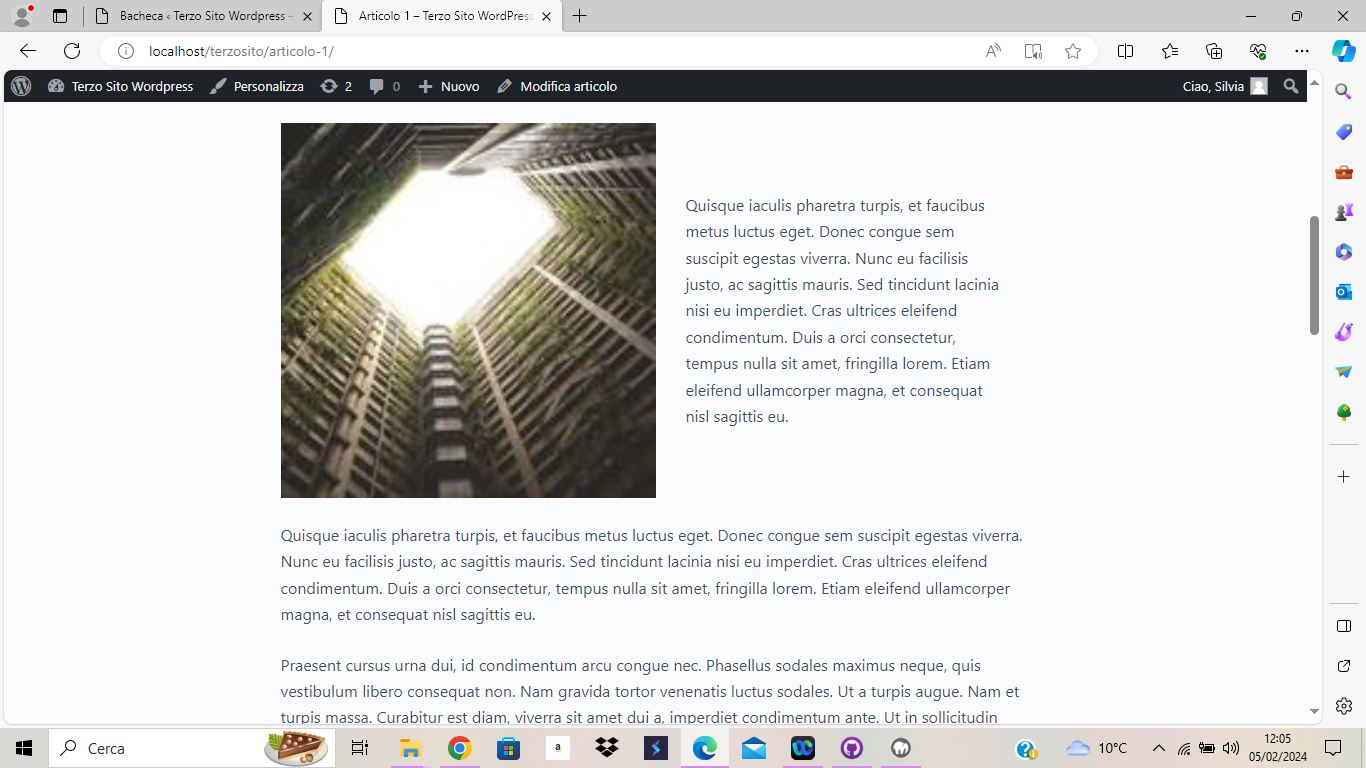 Bacheca ‹ Terzo Sito Wordpress –
Articolo 1 – Terzo Sito WordPress
localhost/terzosito/articolo-1/
Terzo Sito Wordpress
Personalizza
2
0
Nuovo
Modifica articolo
Ciao, Silvia
Quisque iaculis pharetra turpis, et faucibus
metus luctus eget. Donec congue sem
suscipit egestas viverra. Nunc eu facilisis
justo, ac sagittis mauris. Sed tincidunt lacinia
nisi eu imperdiet. Cras ultrices eleifend
condimentum. Duis a orci consectetur,
tempus nulla sit amet, fringilla lorem. Etiam
eleifend ullamcorper magna, et consequat
nisl sagittis eu.
Quisque iaculis pharetra turpis, et faucibus metus luctus eget. Donec congue sem suscipit egestas viverra.
Nunc eu facilisis justo, ac sagittis mauris. Sed tincidunt lacinia nisi eu imperdiet. Cras ultrices eleifend
condimentum. Duis a orci consectetur, tempus nulla sit amet, fringilla lorem. Etiam eleifend ullamcorper
magna, et consequat nisl sagittis eu.
Praesent cursus urna dui, id condimentum arcu congue nec. Phasellus sodales maximus neque, quis
vestibulum libero consequat non. Nam gravida tortor venenatis luctus sodales. Ut a turpis augue. Nam et
turpis massa. Curabitur est diam, viverra sit amet dui a, imperdiet condimentum ante. Ut in sollicitudin
Cerca
a
10°C
12:05
05/02/2024